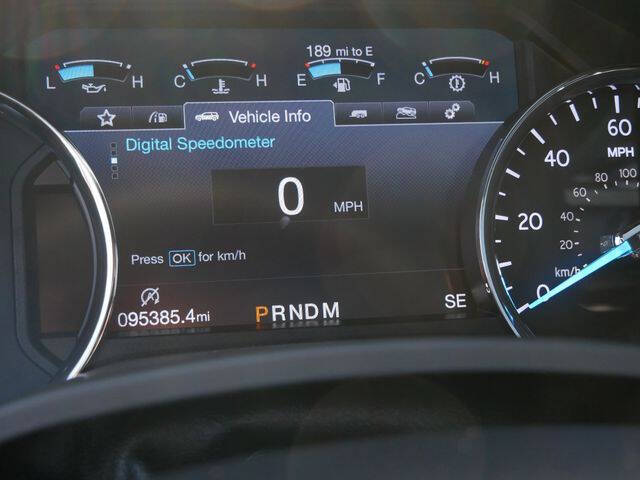 189 mi to E
L H C H E F C H
Vehicle Info
Digital Speedometer
0 MPH
Press OK for km/h
095385.4mi
PRNDM
SE
60
MPH
40
80 100
60
20
40
20
km/h
0